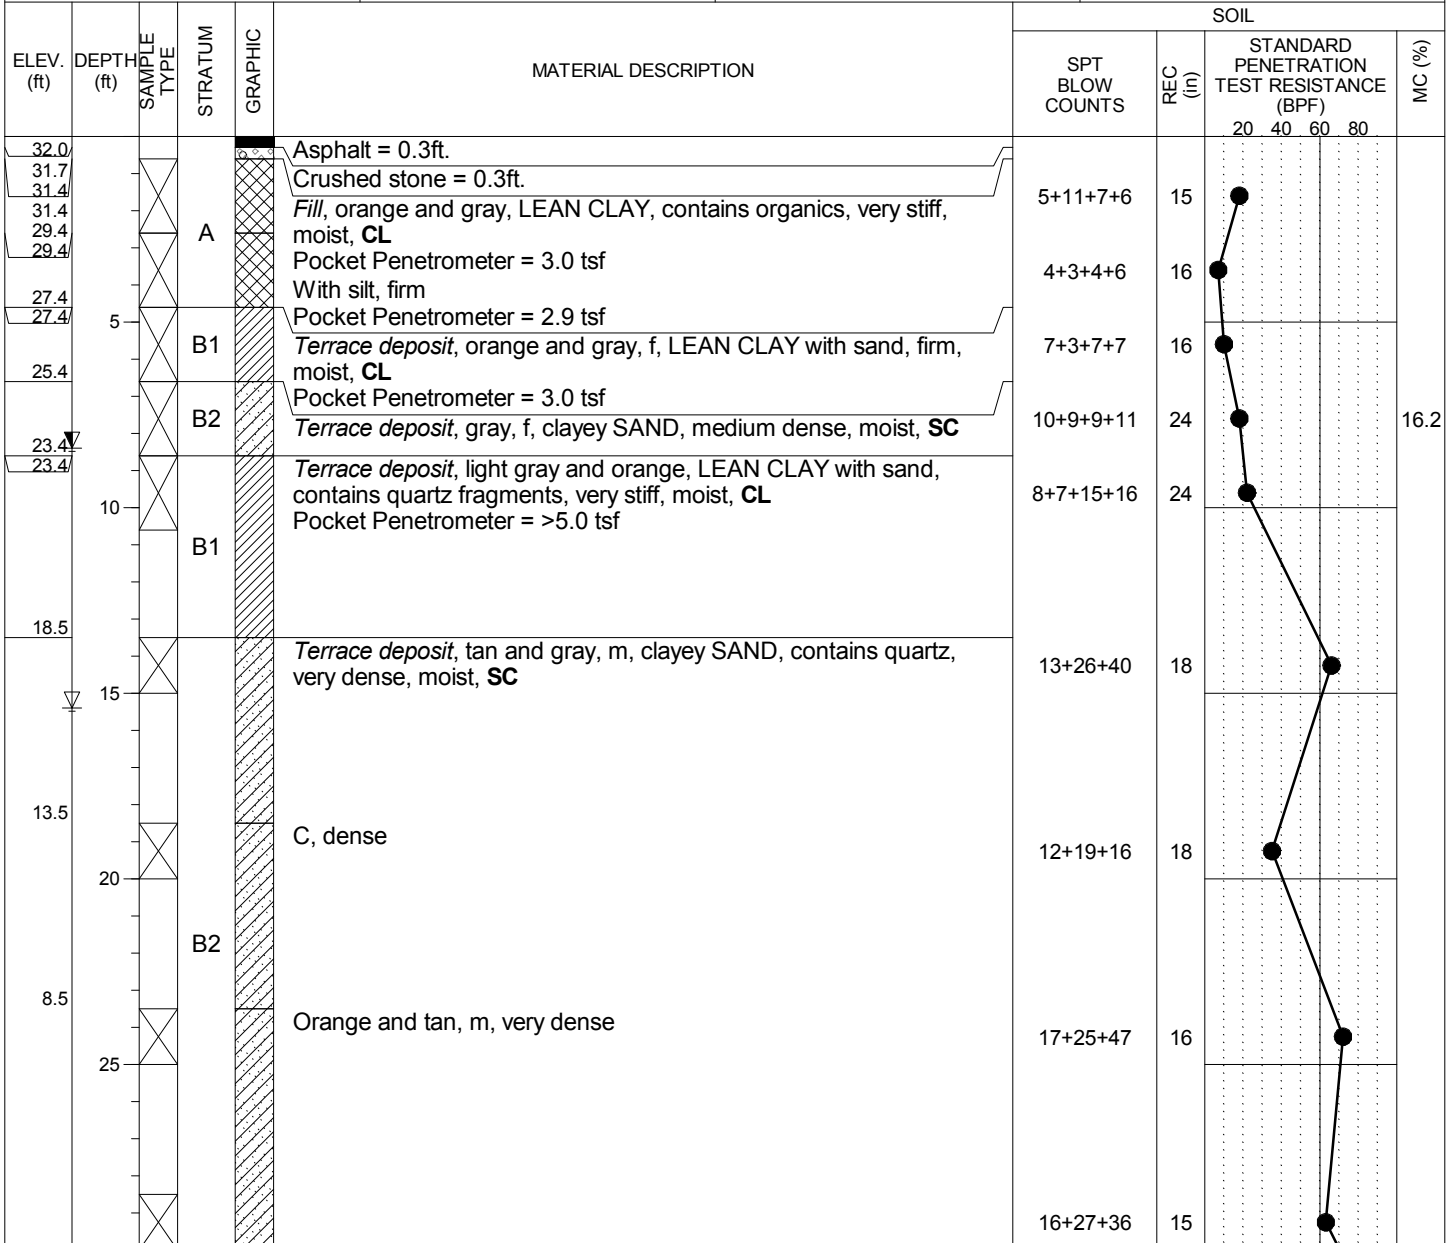 SOIL
ELEV.
(ft)
DEPTH
(ft)
SAMPLE
TYPE
STRATUM
GRAPHIC
MATERIAL DESCRIPTION
SPT
BLOW
COUNTS
REC
(in)
STANDARD
PENETRATION
TEST RESISTANCE
(BPF)
20 40 60 80
MC (%)
32.0
Asphalt = 0.3ft.
31.7
Crushed stone = 0.3ft.
31.4
5+11+7+6 15
31.4
Fill, orange and gray, LEAN CLAY, contains organics, very stiff,
29.4
A
moist, CL
29.4
Pocket Penetrometer = 3.0 tsf
4+3+4+6 16
27.4
With silt, firm
27.4
Pocket Penetrometer = 2.9 tsf
5
B1
Terrace deposit, orange and gray, f, LEAN CLAY with sand, firm,
7+3+7+7 16
25.4
moist, CL
Pocket Penetrometer = 3.0 tsf
B2
Terrace deposit, gray, f, clayey SAND, medium dense, moist, SC
10+9+9+11 24 16.2
23.4
23.4
Terrace deposit, light gray and orange, LEAN CLAY with sand,
contains quartz fragments, very stiff, moist, CL
8+7+15+16 24
10
Pocket Penetrometer = >5.0 tsf
B1
18.5
Terrace deposit, tan and gray, m, clayey SAND, contains quartz,
very dense, moist, SC
13+26+40 18
15
13.5
C, dense
12+19+16 18
20
B2
8.5
Orange and tan, m, very dense
17+25+47 16
25
16+27+36 15